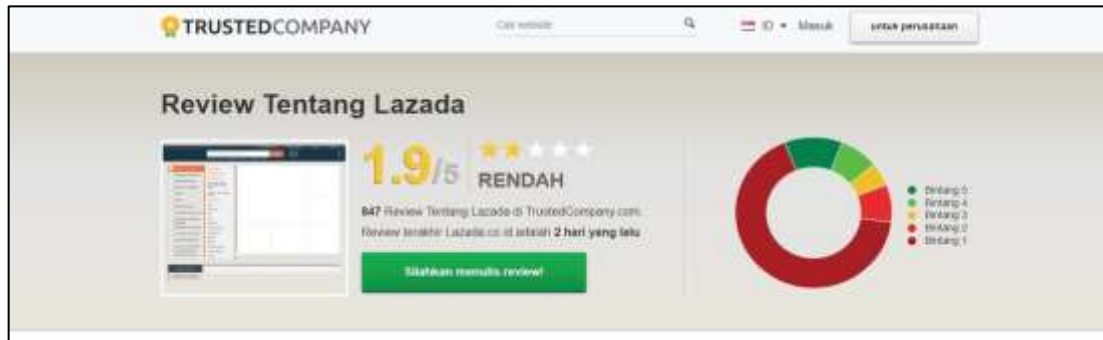 TRUSTEDCOMPANY
Cari website
ID
Masuk
untuk perusahaan
Review Tentang Lazada
1.9/5
RENDAH
847 Review Tentang Lazada di TrustedCompany.com.
Review terakhir Lazada.co.id adalah 2 hari yang lalu
Silahkan menulis review!
Bintang 5
Bintang 4
Bintang 3
Bintang 2
Bintang 1